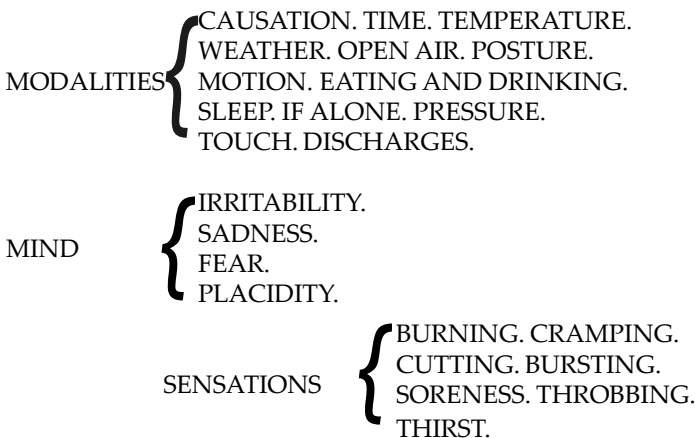 CAUSATION. TIME. TEMPERATURE.
WEATHER. OPEN AIR. POSTURE.
MODALITIES MOTION. EATING AND DRINKING.
SLEEP. IF ALONE. PRESSURE.
TOUCH. DISCHARGES.
IRRITABILITY.
SADNESS.
MIND
FEAR.
PLACIDITY.
BURNING. CRAMPING.
CUTTING. BURSTING.
SENSATIONS
SORENESS. THROBBING.
THIRST.